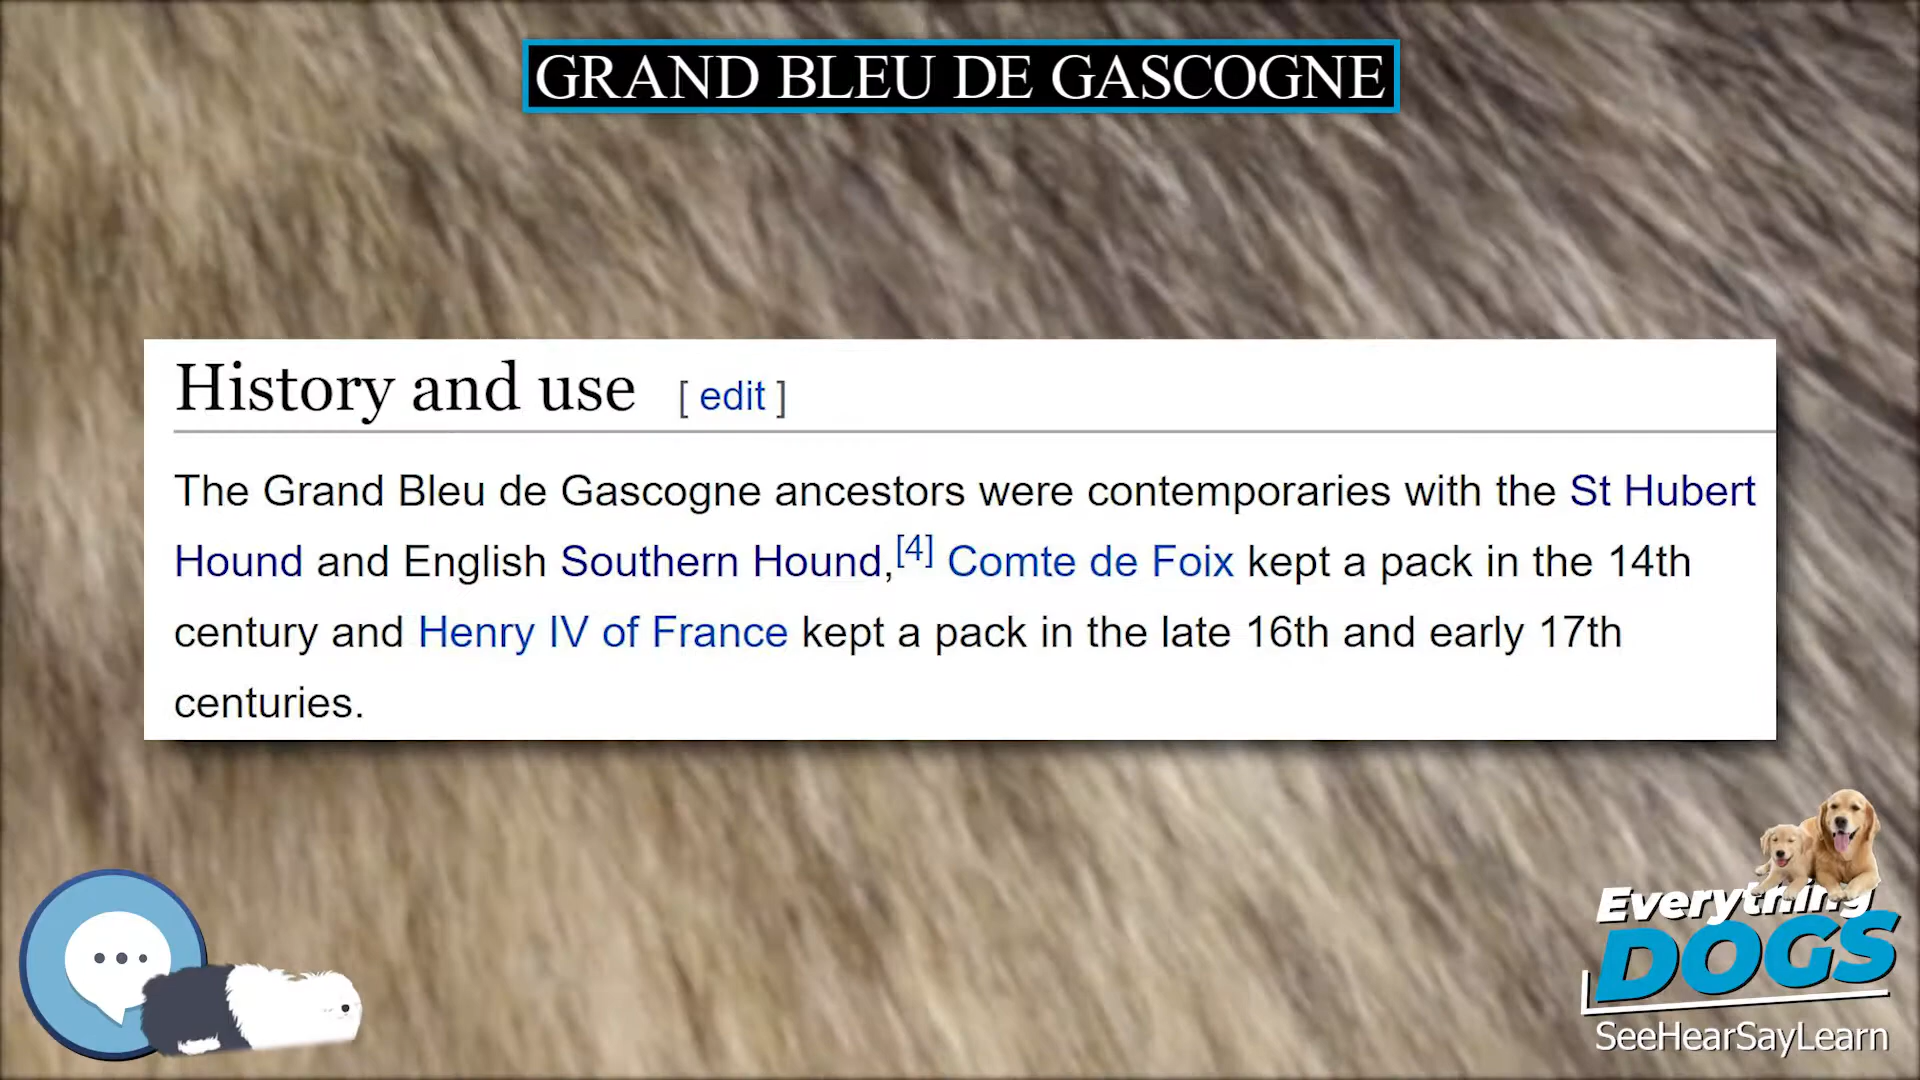 GRAND BLEU DE GASCOGNE
History and use [ edit ]
The Grand Bleu de Gascogne ancestors were contemporaries with the St Hubert
Hound and English Southern Hound,[4] Comte de Foix kept a pack in the 14th
century and Henry IV of France kept a pack in the late 16th and early 17th
centuries.
Everything
DOGS
SeeHearSayLearn